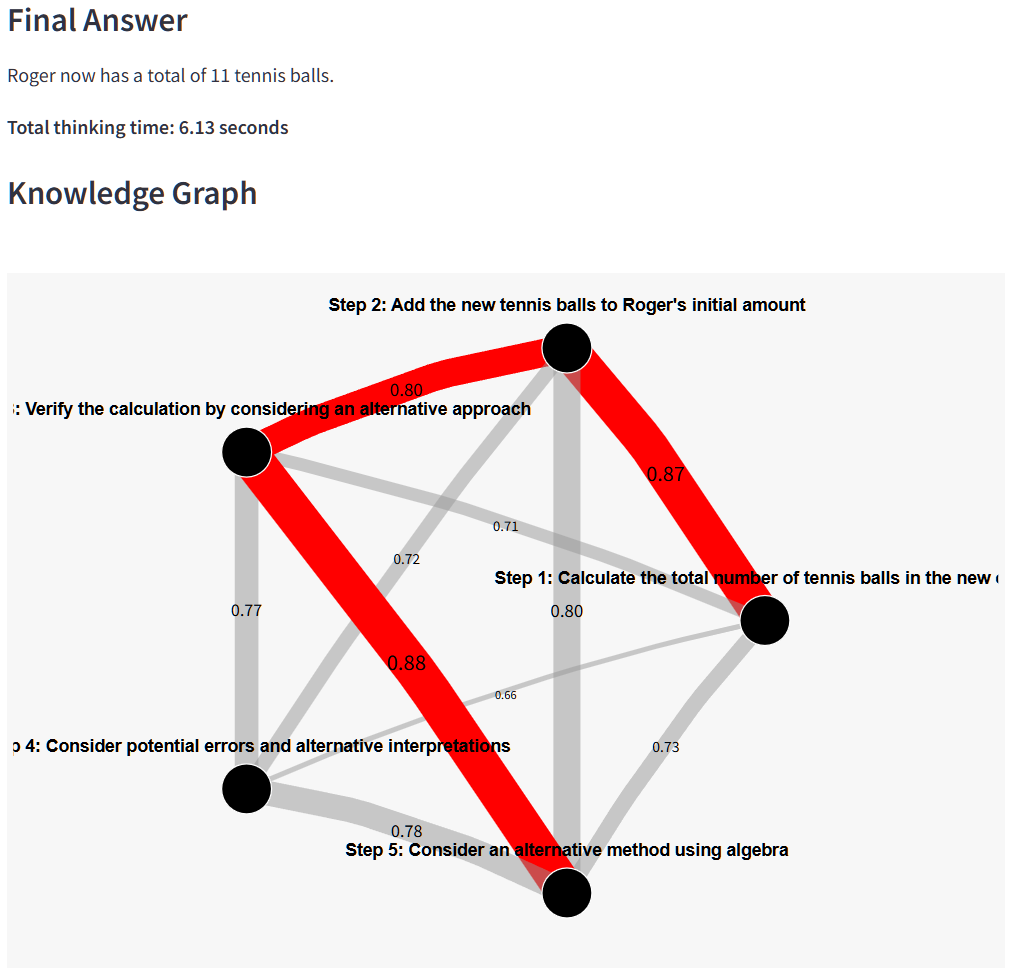 Final Answer
Roger now has a total of 11 tennis balls.
Total thinking time: 6.13 seconds
Knowledge Graph
Step 2: Add the new tennis balls to Roger's initial amount
0.80
: Verify the calculation by considering an alternative approach
0.87
0.71
0.72
Step 1: Calculate the total number of tennis balls in the new
0.77
0.80
0.88
0.66
p 4: Consider potential errors and alternative interpretations
0.73
0.78
Step 5: Consider an alternative method using algebra